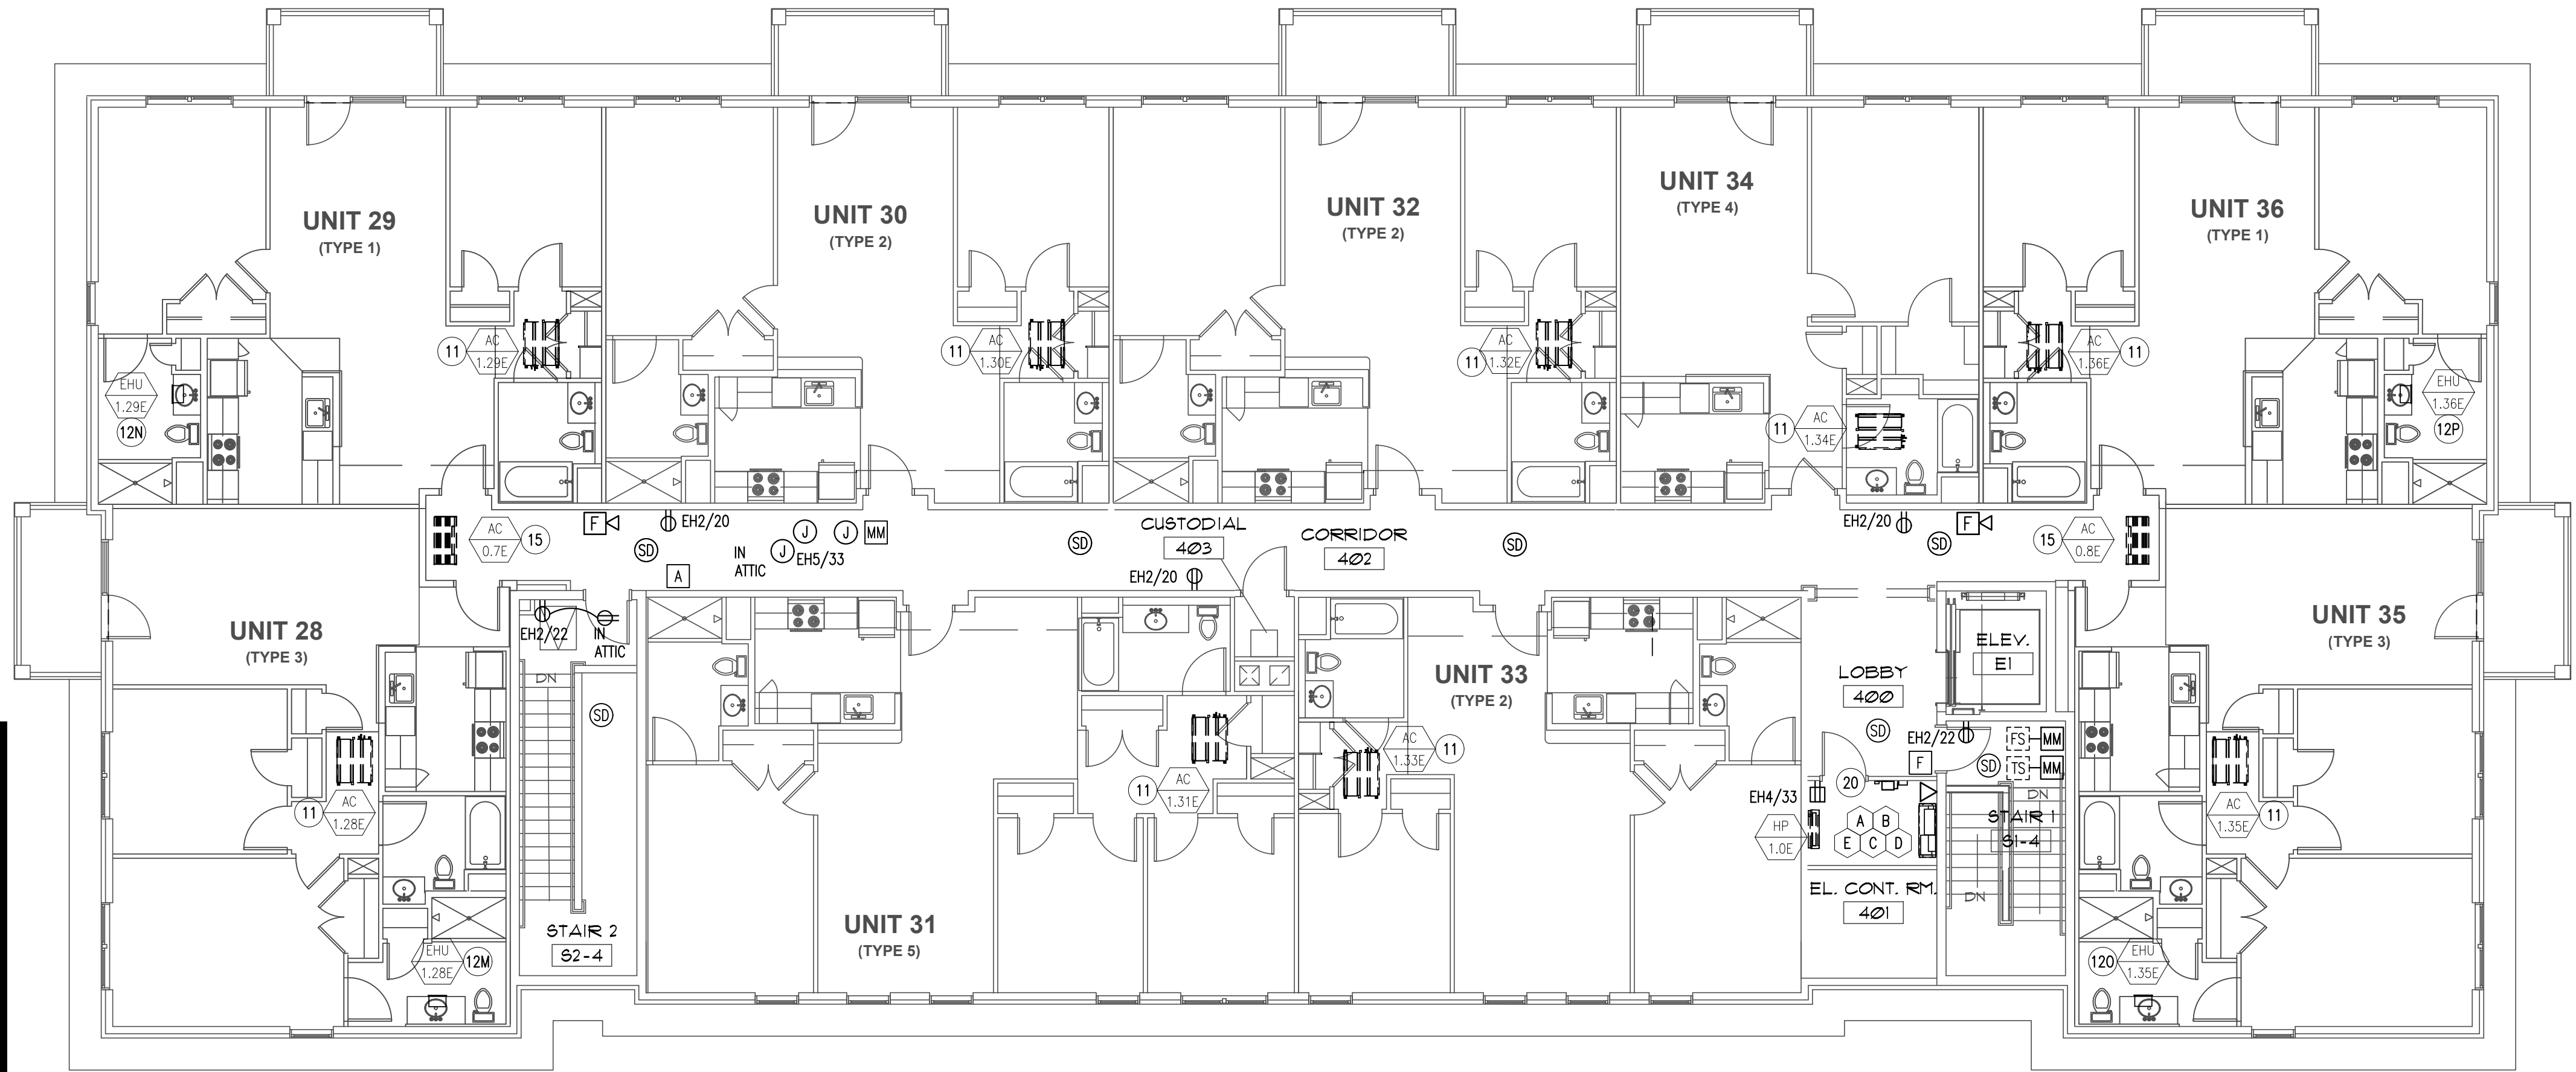 UNIT 29
(TYPE 1)
UNIT 30
(TYPE 2)
UNIT 32
(TYPE 2)
UNIT 34
(TYPE 4)
UNIT 36
(TYPE 1)
11
AC
1.29E
11
AC
1.30E
11
AC
1.32E
11
AC
1.34E
AC
1.36E
11
EHU
1.29E
12N
EHU
1.36E
12P
AC
0.7E
15
F
EH2/20
SD
A
IN
ATTIC
J
J
J
EH5/33
MM
SD
CUSTODIAL
403
EH2/20
CORRIDOR
402
SD
EH2/20
SD
F
15
AC
0.8E
UNIT 28
(TYPE 3)
EH2/22
IN
ATTIC
DN
SD
UNIT 33
(TYPE 2)
LOBBY
400
ELEV.
E1
UNIT 35
(TYPE 3)
SD
EH2/22
F
SD
FS
MM
TS
MM
11
AC
1.28E
11
AC
1.31E
AC
1.33E
11
EH4/33
20
HP
1.0E
A
B
E
C
D
DN
STAIR 1
S1-4
DN
AC
1.35E
11
EL. CONT. RM.
401
STAIR 2
S2-4
UNIT 31
(TYPE 5)
EHU
1.28E
12M
12O
EHU
1.35E